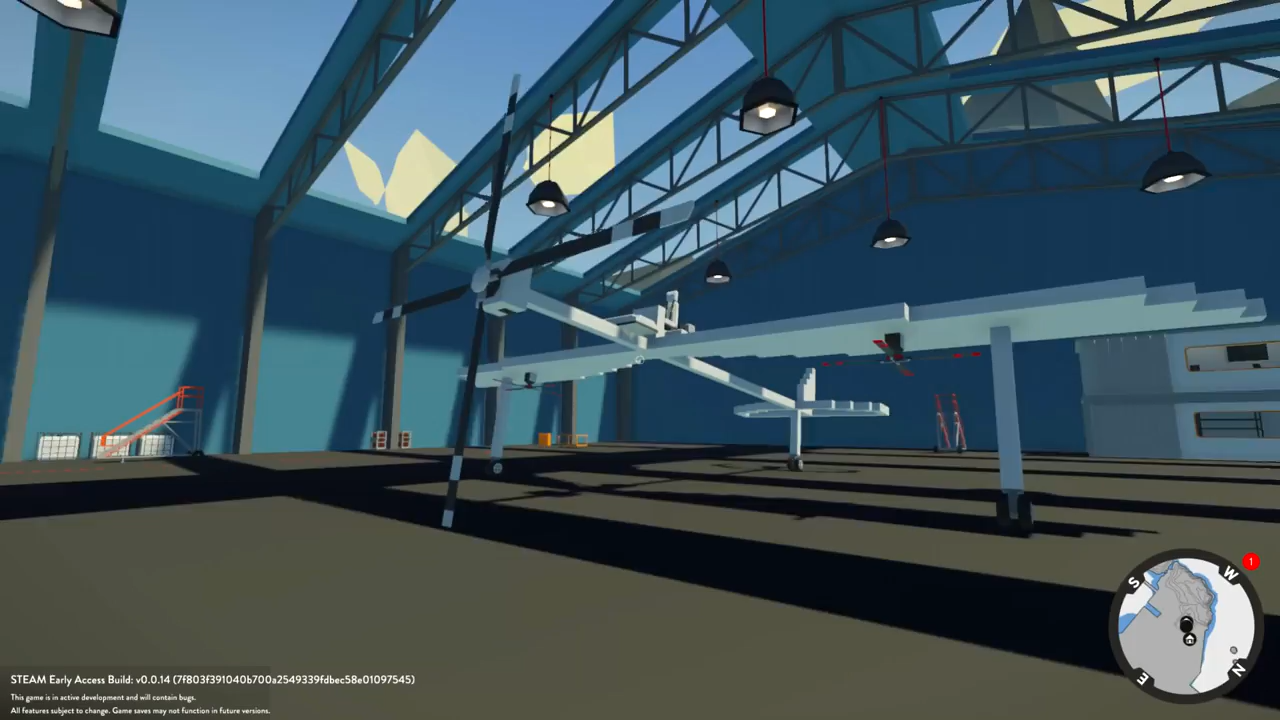 1
S
W
E
N
STEAM Early Access Build: v0.0.14 (7f803f391040b700a2549339fdbec58e01097545)
This game is in active development and will contain bugs.
All features subject to change. Game saves may not function in future versions.